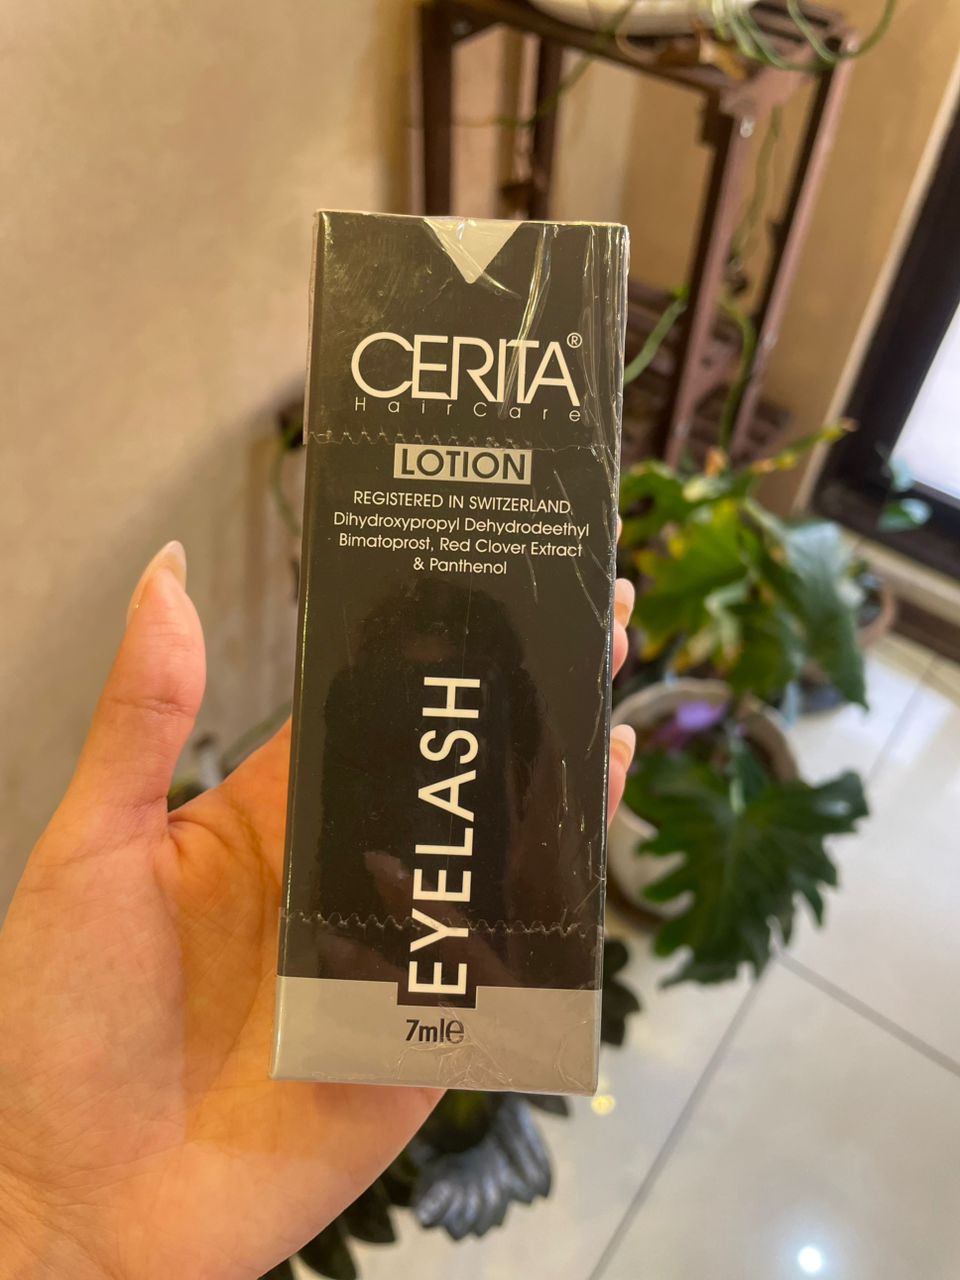 CERITA®
HairCare
LOTION
REGISTERED IN SWITZERLAND
Dihydroxypropyl Dehydrodeethyl
Bimatoprost, Red Clover Extract
& Panthenol
EYELASH
7ml℮